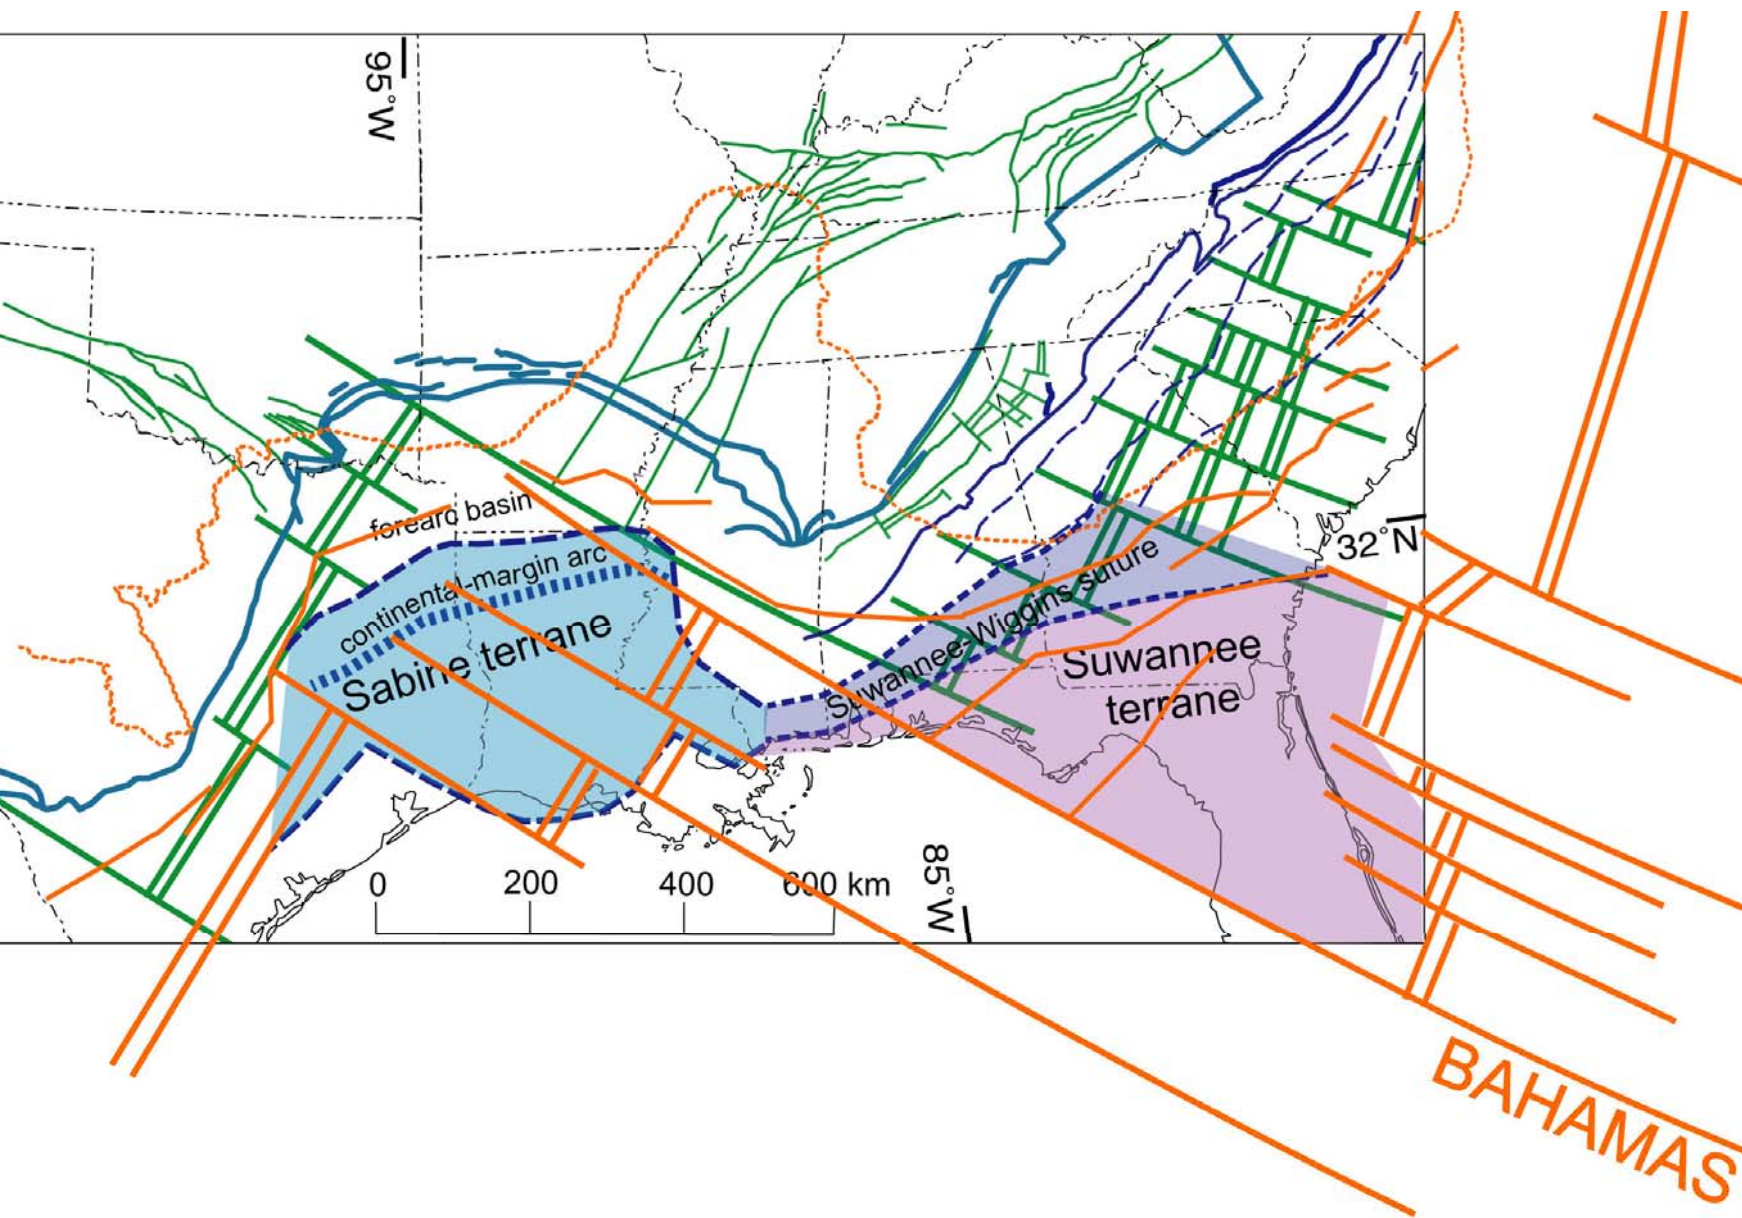 95°W
forearc basin
continental-margin arc
Sabine terrane
Suwannee-Wiggins suture
Suwannee
terrane
32°N
85°W
0 200 400 600 km
BAHAMAS